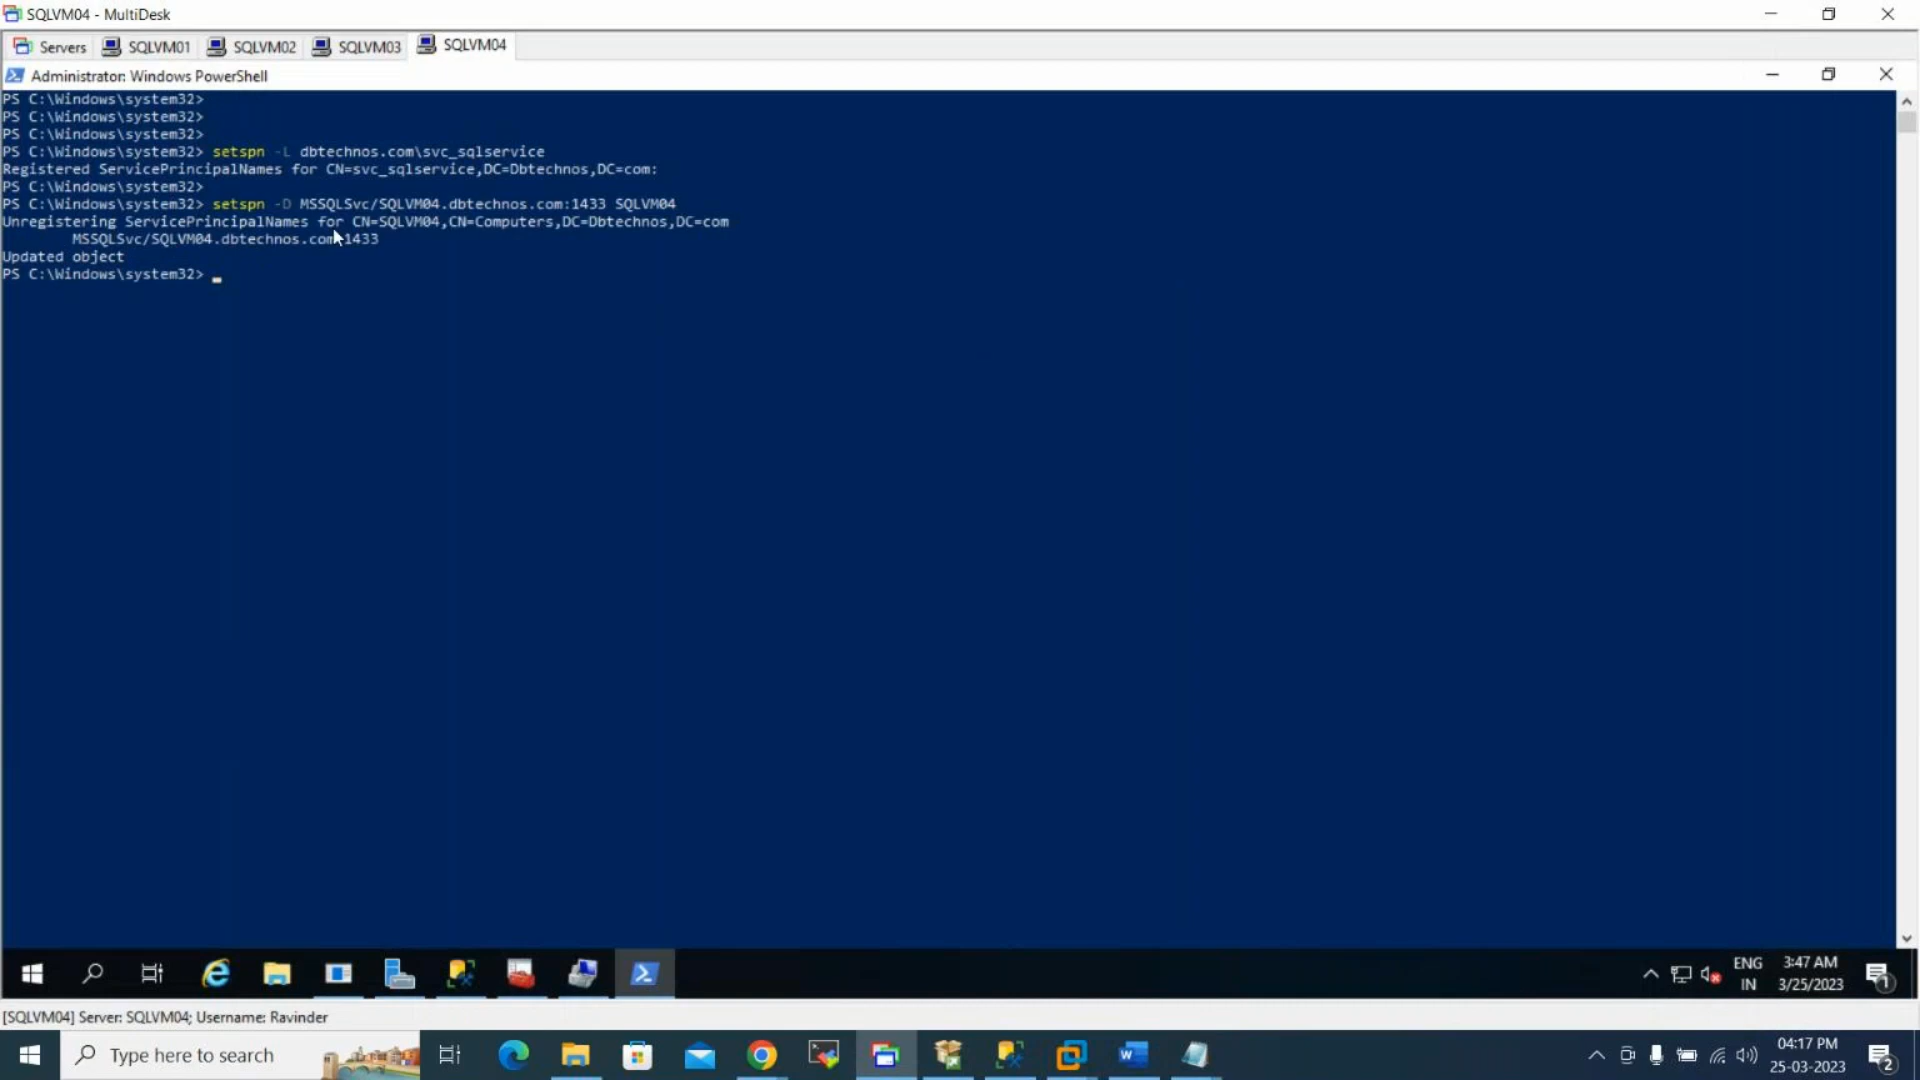 SQLVM04 - MultiDesk
Servers SQLVM01 SQLVM02 SQLVM03 SQLVM04
Administrator: Windows PowerShell
PS C:\Windows\system32>
PS C:\Windows\system32>
PS C:\Windows\system32>
PS C:\Windows\system32> setspn -L dbtechnos.com\svc_sqlservice
Registered ServicePrincipalNames for CN=svc_sqlservice,DC=Dbtechnos,DC=com:
PS C:\Windows\system32>
PS C:\Windows\system32> setspn -D MSSQLSvc/SQLVM04.dbtechnos.com:1433 SQLVM04
Unregistering ServicePrincipalNames for CN=SQLVM04,CN=Computers,DC=Dbtechnos,DC=com
MSSQLSvc/SQLVM04.dbtechnos.com:1433
Updated object
PS C:\Windows\system32>
ENG 3:47 AM
IN 3/25/2023 1
[SQLVM04] Server: SQLVM04; Username: Ravinder
Type here to search
04:17 PM
25-03-2023 2